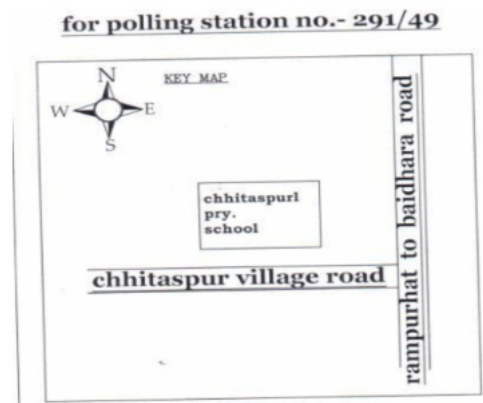 for polling station no.- 291/49
N
KEY MAP
W
E
S
chhitaspurl
pry.
school
chhitaspur village road
rampurhat to baidhara road